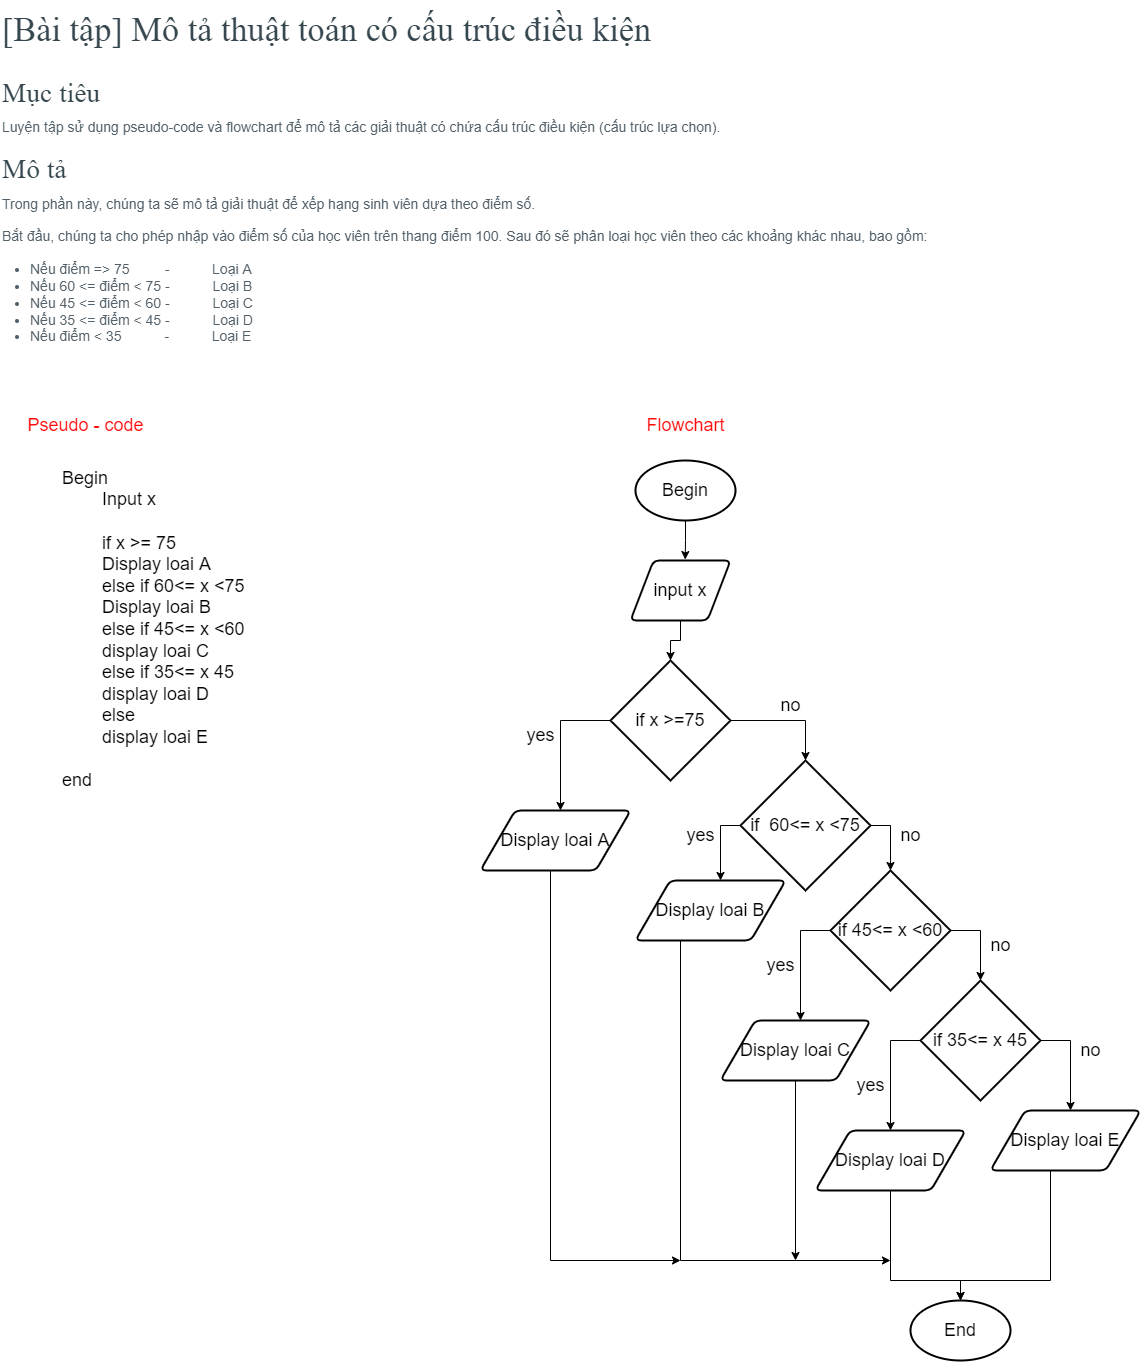 [Bài tập] Mô tả thuật toán có cấu trúc điều kiện
Mục tiêu
Luyện tập sử dụng pseudo-code và flowchart để mô tả các giải thuật có chứa cấu trúc điều kiện (cấu trúc lựa chọn).
Mô tả
Trong phần này, chúng ta sẽ mô tả giải thuật để xếp hạng sinh viên dựa theo điểm số.
Bắt đầu, chúng ta cho phép nhập vào điểm số của học viên trên thang điểm 100. Sau đó sẽ phân loại học viên theo các khoảng khác nhau, bao gồm:
• Nếu điểm => 75 - Loại A
• Nếu 60 <= điểm < 75 - Loại B
• Nếu 45 <= điểm < 60 - Loại C
• Nếu 35 <= điểm < 45 - Loại D
• Nếu điểm < 35 - Loại E
Pseudo - code
Begin
Input x
if x >= 75
Display loai A
else if 60<= x <75
Display loai B
else if 45<= x <60
display loai C
else if 35<= x 45
display loai D
else
display loai E
end
Flowchart
Begin
input x
if x >=75
yes
no
Display loai A
if 60<= x <75
yes
no
Display loai B
if 45<= x <60
yes
no
Display loai C
if 35<= x 45
yes
no
Display loai D
Display loai E
End